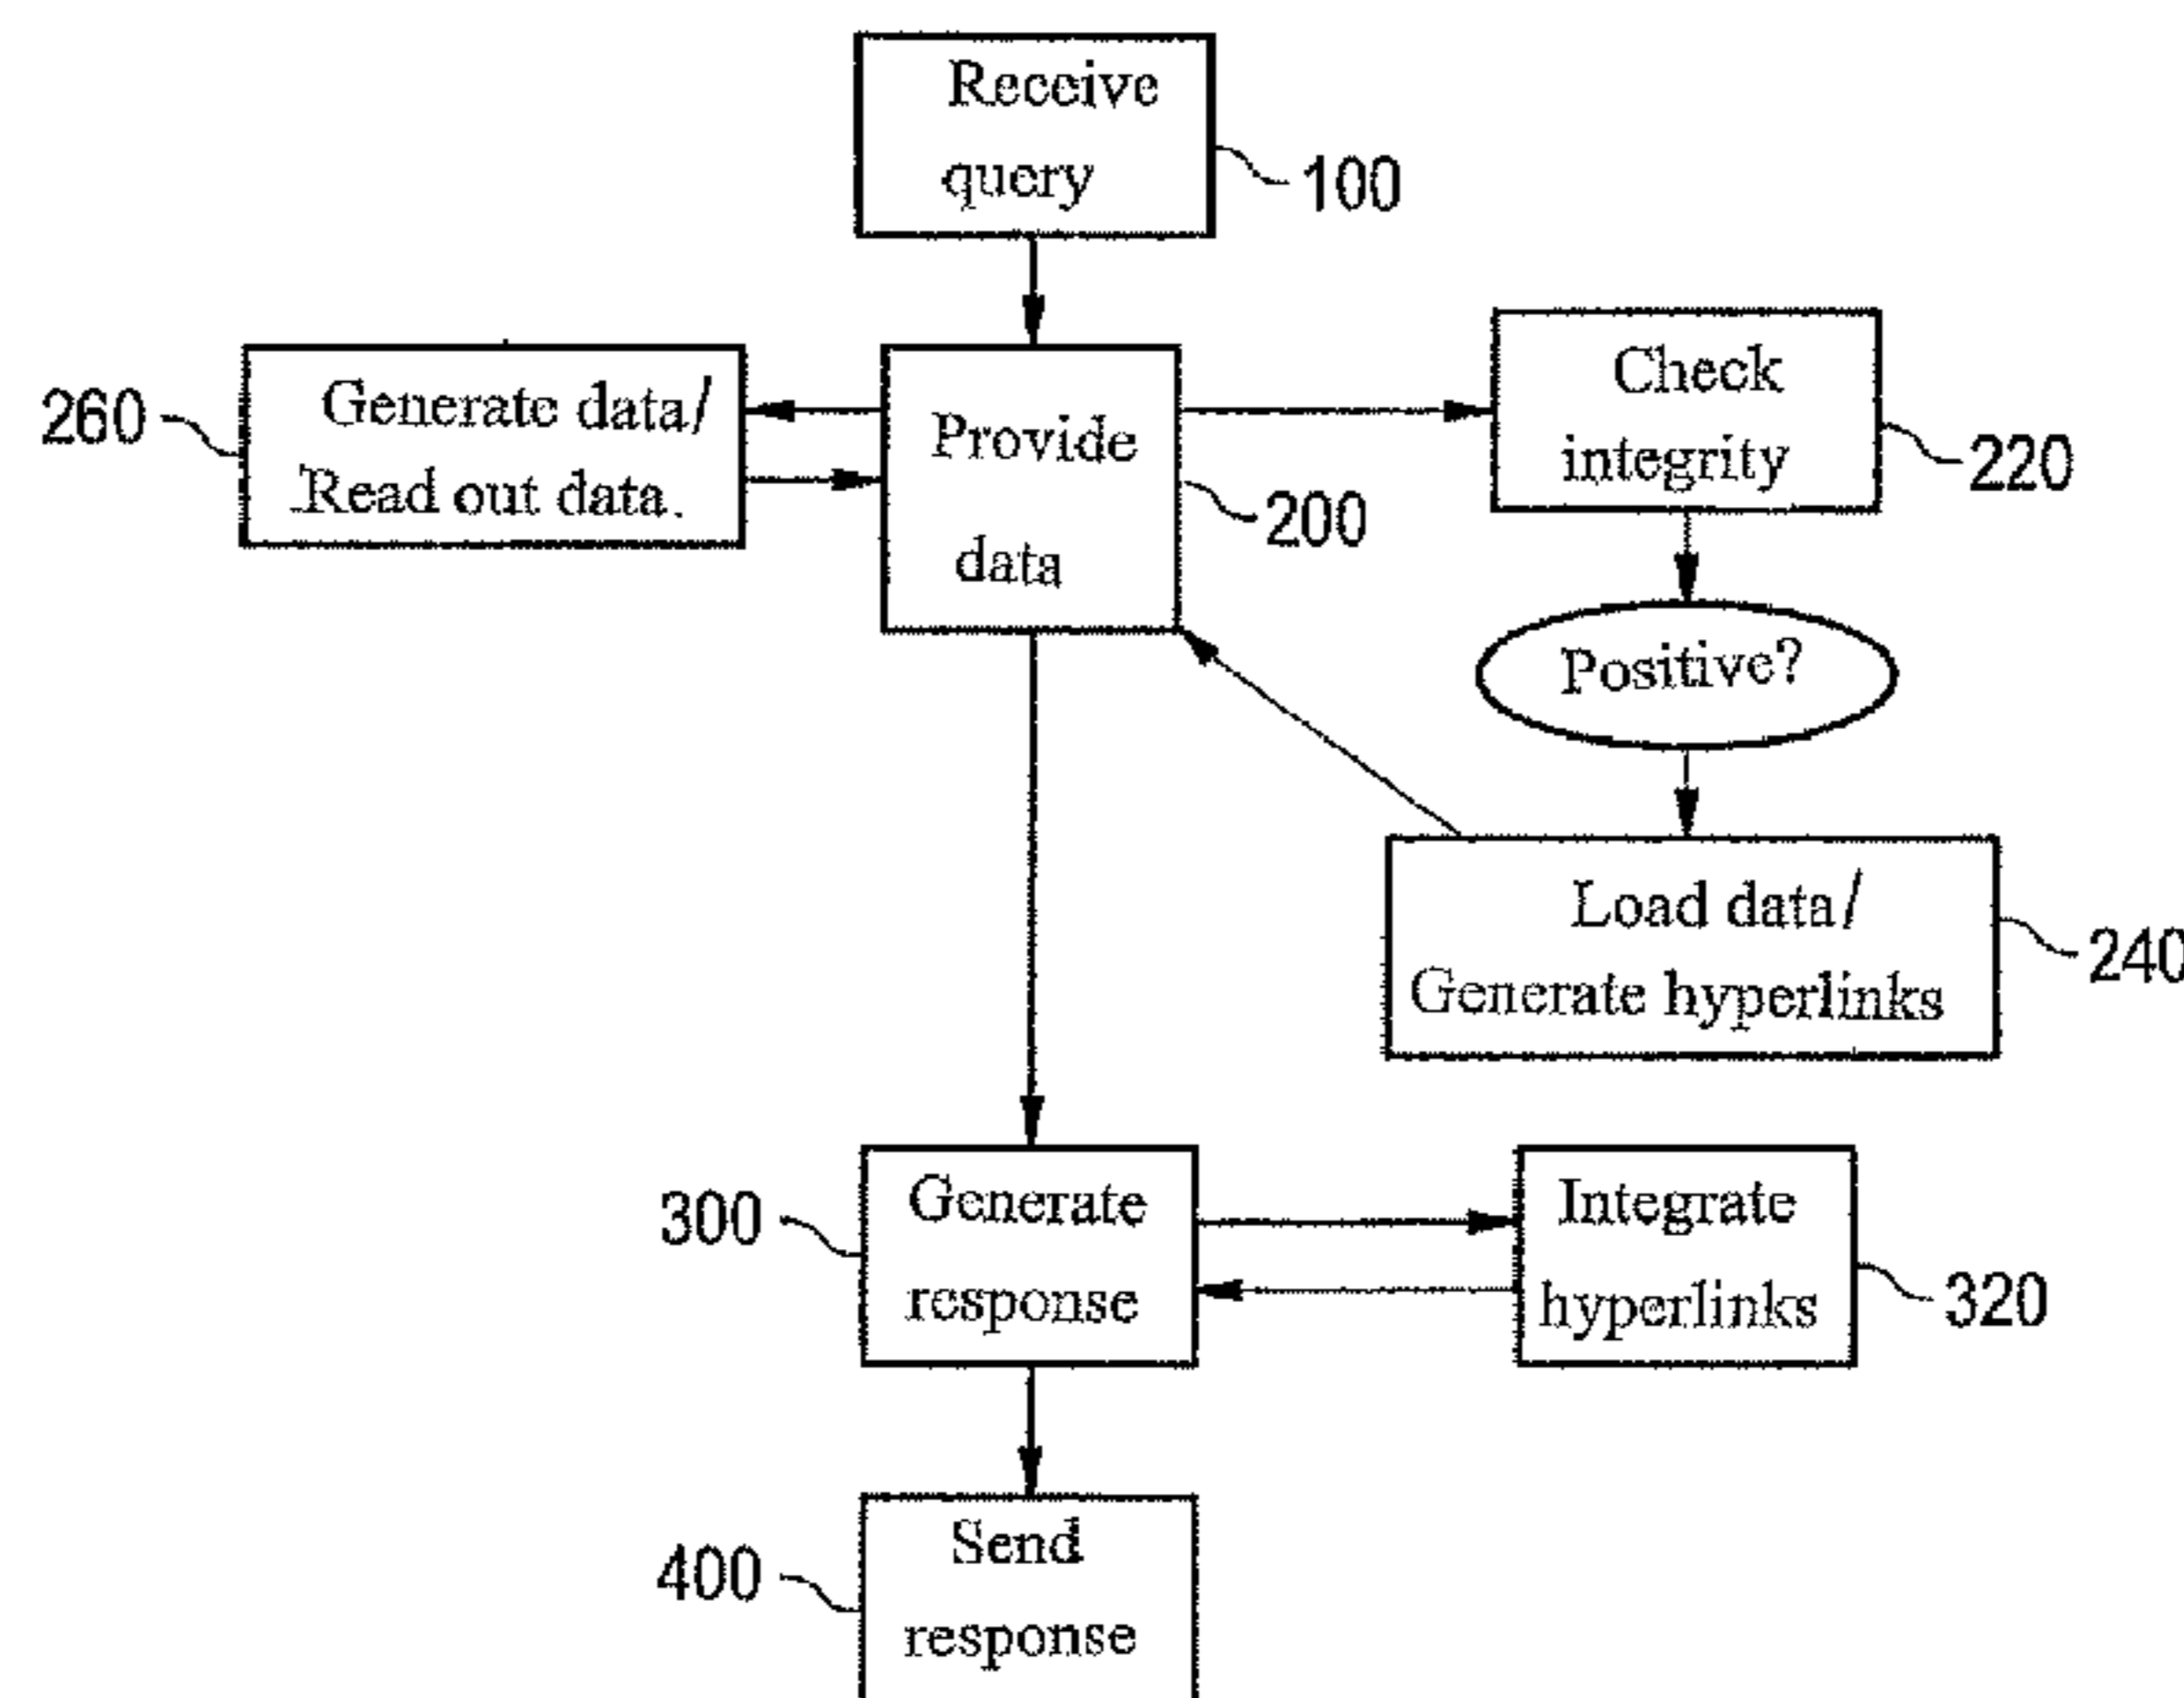 Receive
query
100
Generate data/
Read out data.
260
Provide
data
200
Check
integrity
220
Positive?
Load data/
Generate hyperlinks
240
Generate
response
300
Integrate
hyperlinks
320
Send
response
400